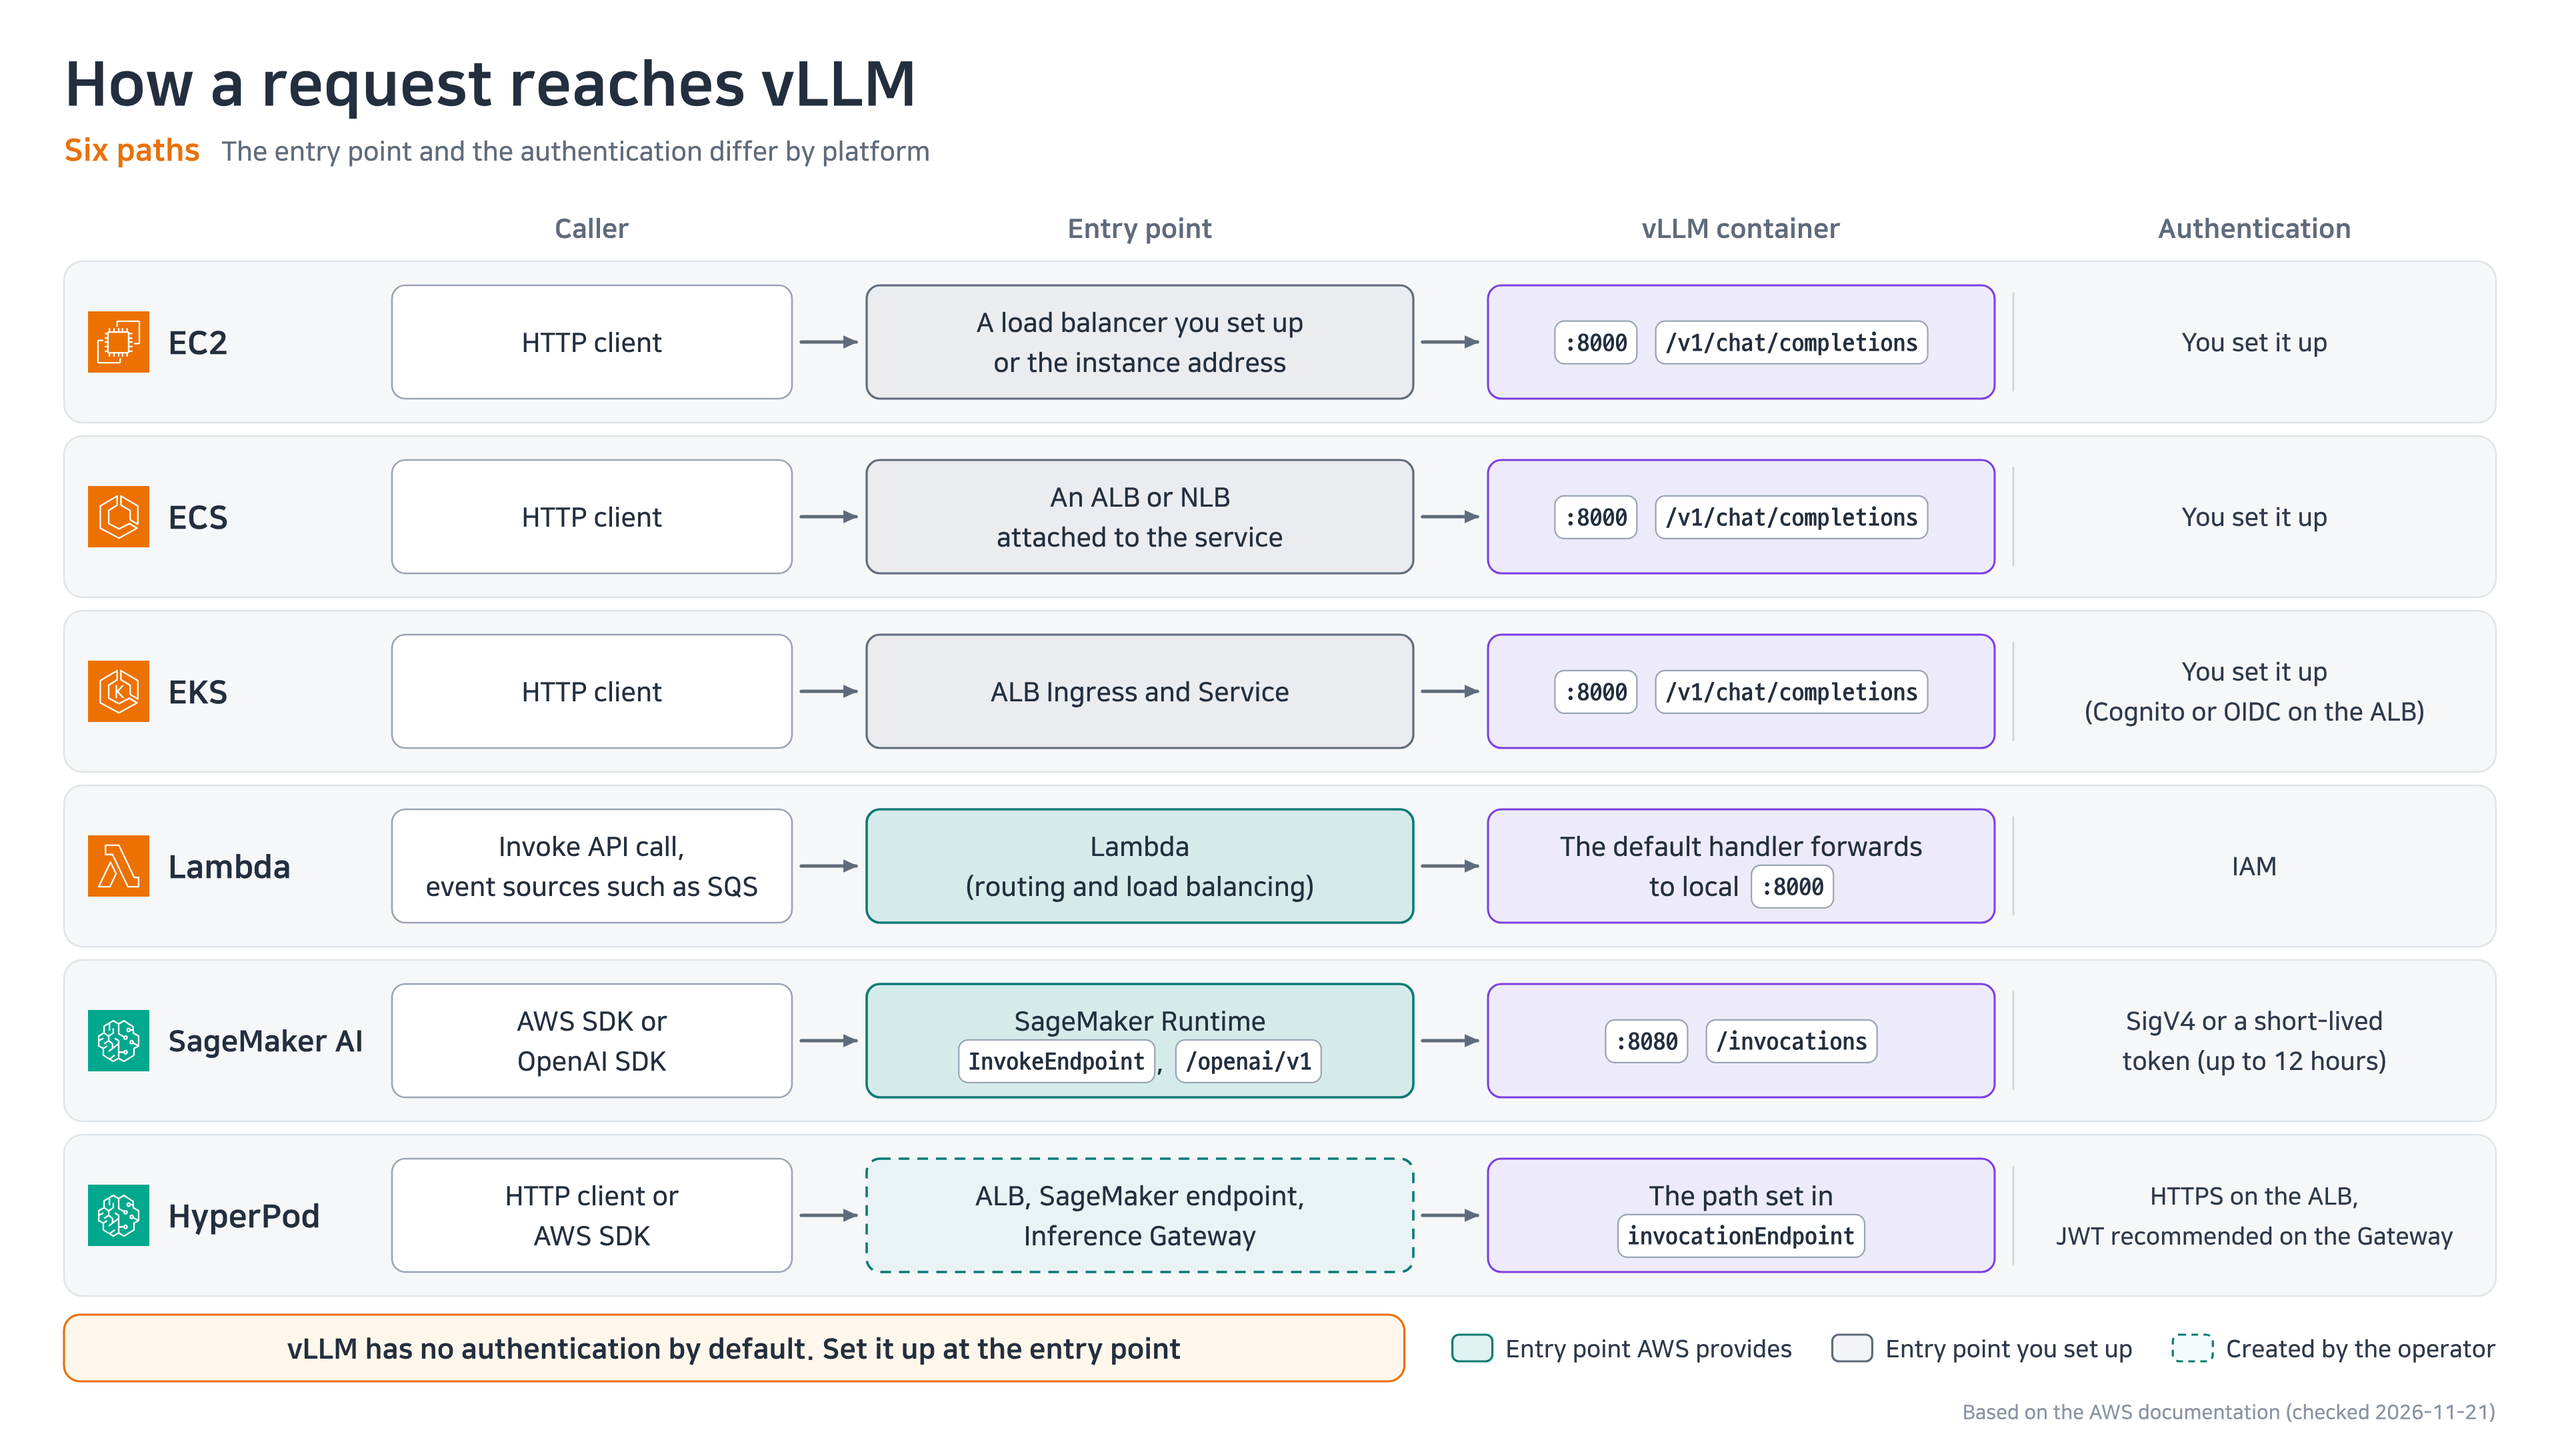 How a request reaches vLLM
Six paths The entry point and the authentication differ by platform
Caller Entry point vLLM container Authentication
EC2
HTTP client
A load balancer you set up
or the instance address
:8000 /v1/chat/completions
You set it up
ECS
HTTP client
An ALB or NLB
attached to the service
:8000 /v1/chat/completions
You set it up
EKS
HTTP client
ALB Ingress and Service
:8000 /v1/chat/completions
You set it up
(Cognito or OIDC on the ALB)
Lambda
Invoke API call,
event sources such as SQS
Lambda
(routing and load balancing)
The default handler forwards
to local :8000
IAM
SageMaker AI
AWS SDK or
OpenAI SDK
SageMaker Runtime
InvokeEndpoint, /openai/v1
:8080 /invocations
SigV4 or a short-lived
token (up to 12 hours)
HyperPod
HTTP client or
AWS SDK
ALB, SageMaker endpoint,
Inference Gateway
The path set in
invocationEndpoint
HTTPS on the ALB,
JWT recommended on the Gateway
vLLM has no authentication by default. Set it up at the entry point
Entry point AWS provides
Entry point you set up
Created by the operator
Based on the AWS documentation (checked 2026-11-21)